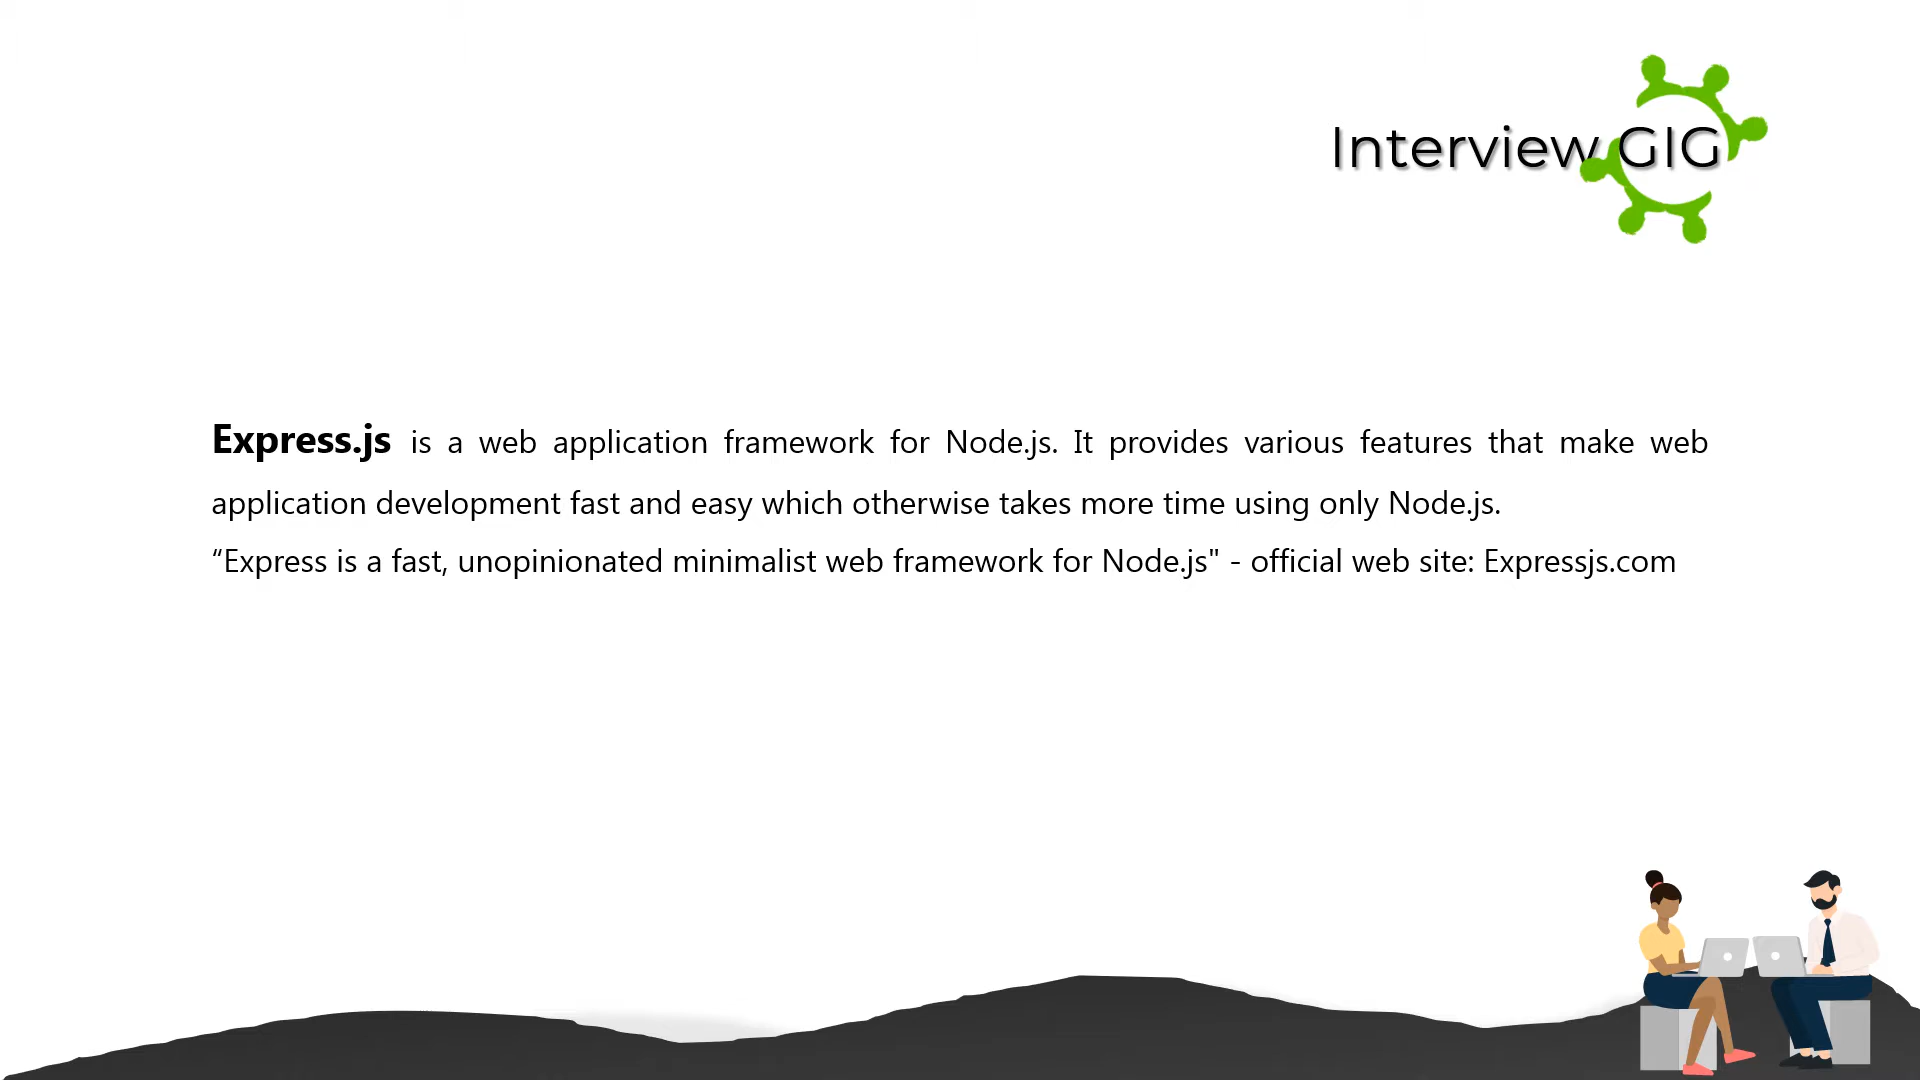 Interview GIG
Express.js is a web application framework for Node.js. It provides various features that make web
application development fast and easy which otherwise takes more time using only Node.js.
“Express is a fast, unopinionated minimalist web framework for Node.js" - official web site: Expressjs.com